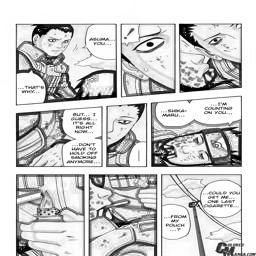 ASUMA...
YOU...
...THAT'S
WHY...
BUT... I
GUESS...
IT'S ALL
RIGHT
NOW...
DON'T
HAVE TO
HOLD OFF
SMOKING
ANYMORE...
...I'M
COUNTING
ON YOU...
SHIKA-
MARU...
...COULD
YOU GET
ME... ONE
LAST
CIGARETTE...
...FROM
MY
POUCH
...?